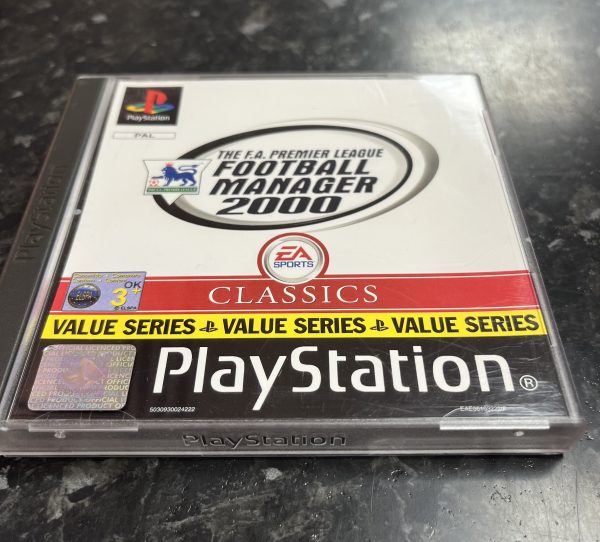 PlayStation
PAL
PlayStation
THE F.A. PREMIER LEAGUE
FOOTBALL
MANAGER
2000
EA
SPORTS
OK
3+
© ELSPA
CLASSICS
VALUE SERIES VALUE SERIES VALUE SERIES
PlayStation®
5030930024222
PlayStation